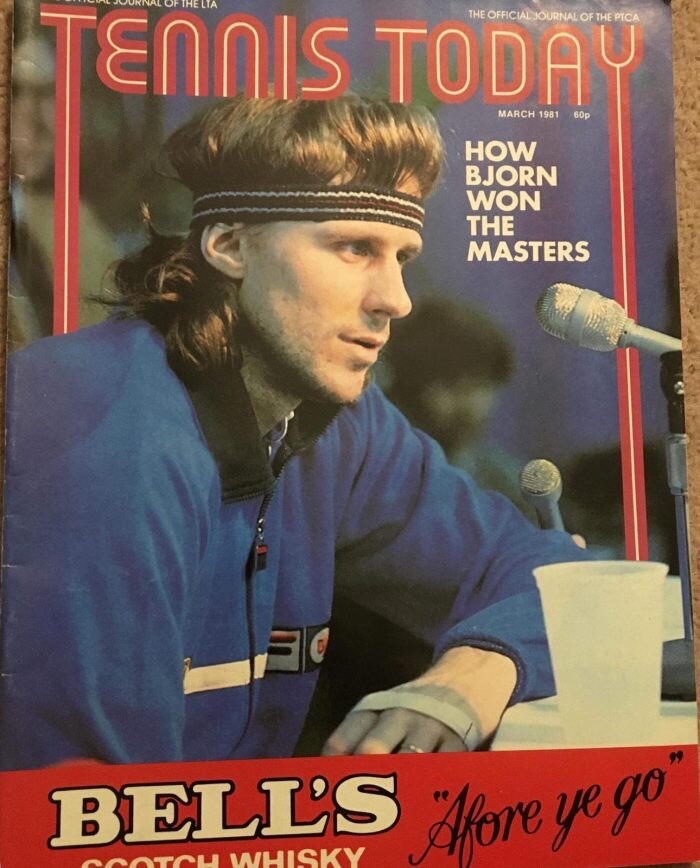 OFFICIAL JOURNAL OF THE LTA
THE OFFICIAL JOURNAL OF THE PTCA
TENNIS TODAY
MARCH 1981 60p
HOW
BJORN
WON
THE
MASTERS
BELL'S
SCOTCH WHISKY
"Afore ye go"